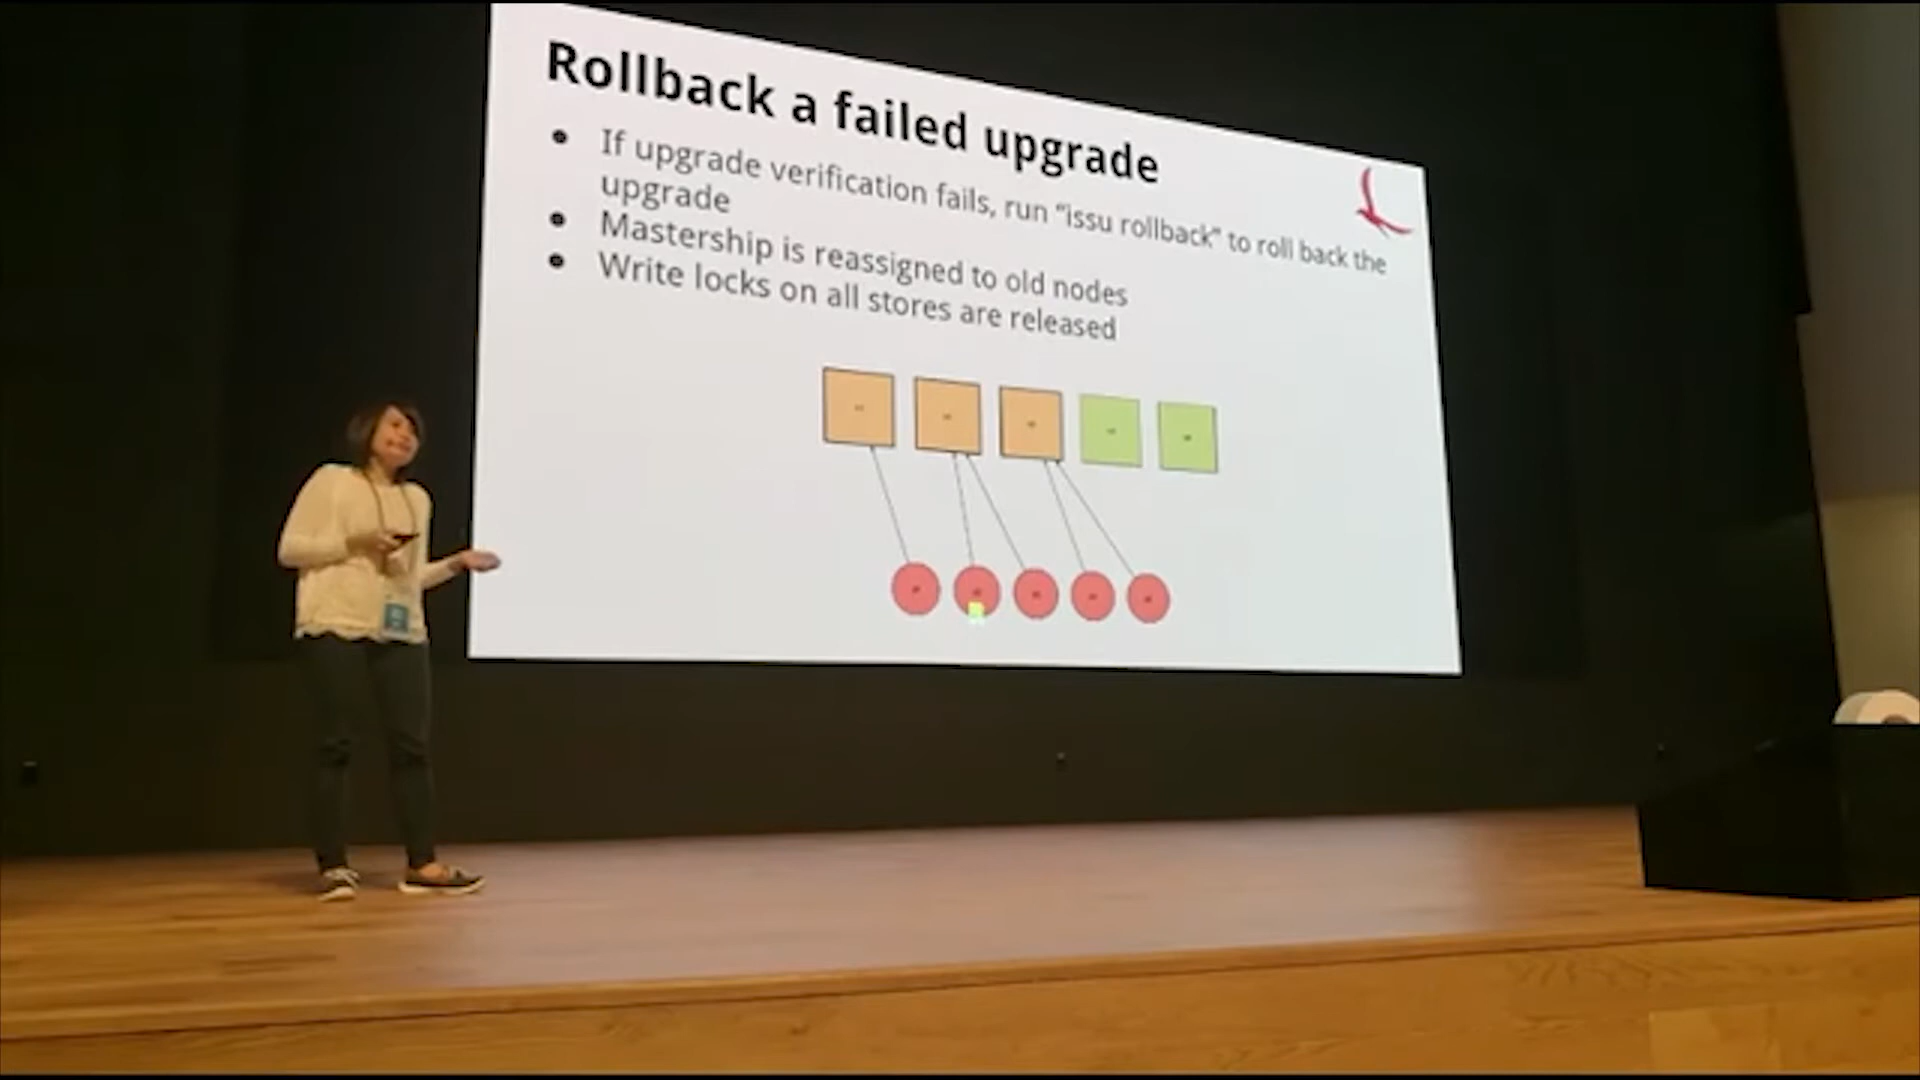 Rollback a failed upgrade
If upgrade verification fails, run “issu rollback” to roll back the
upgrade
Mastership is reassigned to old nodes
Write locks on all stores are released